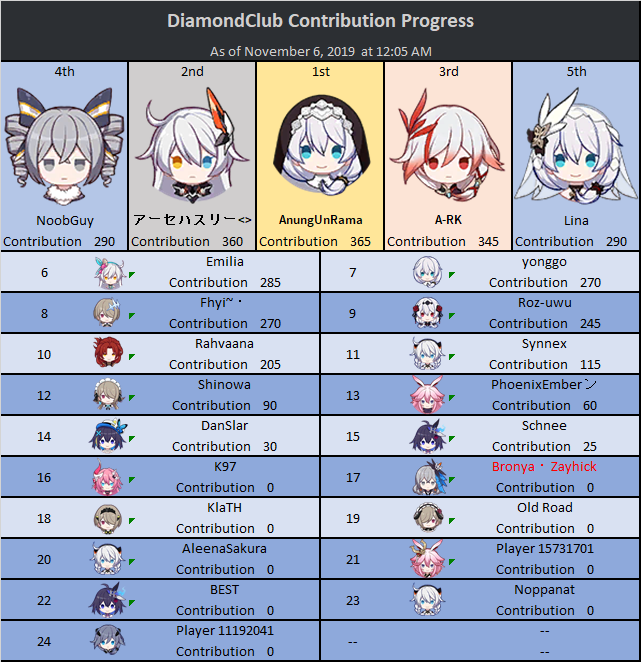 DiamondClub Contribution Progress
As of November 6, 2019 at 12:05 AM
4th 2nd 1st 3rd 5th
NoobGuy アーセハスリー<> AnungUnRama A-RK Lina
Contribution 290 Contribution 360 Contribution 365 Contribution 345 Contribution 290
6 Emilia 7 yonggo
Contribution 285 Contribution 270
8 Fhyi~・ 9 Roz-uwu
Contribution 270 Contribution 245
10 Rahvaana 11 Synnex
Contribution 205 Contribution 115
12 Shinowa 13 PhoenixEmberン
Contribution 90 Contribution 60
14 DanSlar 15 Schnee
Contribution 30 Contribution 25
16 K97 17 Bronya・Zayhick
Contribution 0 Contribution 0
18 KlaTH 19 Old Road
Contribution 0 Contribution 0
20 AleenaSakura 21 Player 15731701
Contribution 0 Contribution 0
22 BEST 23 Noppanat
Contribution 0 Contribution 0
24 Player 11192041 -- --
Contribution 0 --